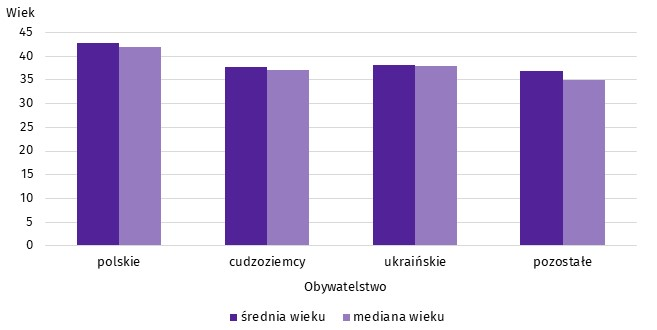 Wiek
45
40
35
30
25
20
15
10
5
0
polskie cudzoziemcy ukraińskie pozostałe
Obywatelstwo
średnia wieku mediana wieku